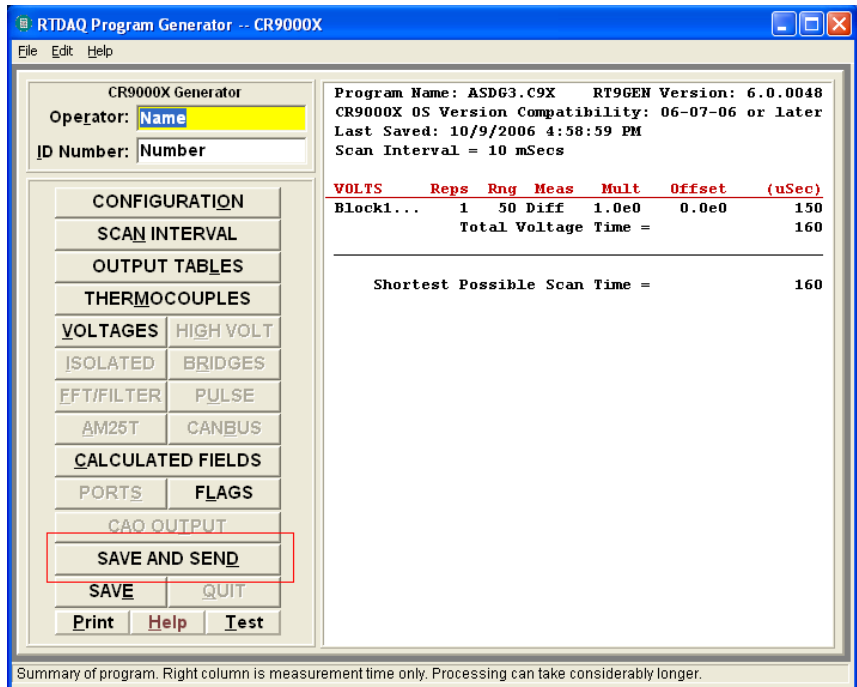 RTDAQ Program Generator -- CR9000X
File Edit Help
CR9000X Generator
Operator: Name
ID Number: Number
CONFIGURATION
SCAN INTERVAL
OUTPUT TABLES
THERMOCOUPLES
VOLTAGES HIGH VOLT
ISOLATED BRIDGES
FFT/FILTER PULSE
AM25T CANBUS
CALCULATED FIELDS
PORTS FLAGS
CAO OUTPUT
SAVE AND SEND
SAVE QUIT
Print Help Test
Program Name: ASDG3.C9X RT9GEN Version: 6.0.0048
CR9000X OS Version Compatibility: 06-07-06 or later
Last Saved: 10/9/2006 4:58:59 PM
Scan Interval = 10 mSecs
VOLTS Reps Rng Meas Mult Offset (uSec)
Block1... 1 50 Diff 1.0e0 0.0e0 150
Total Voltage Time = 160
Shortest Possible Scan Time = 160
Summary of program. Right column is measurement time only. Processing can take considerably longer.